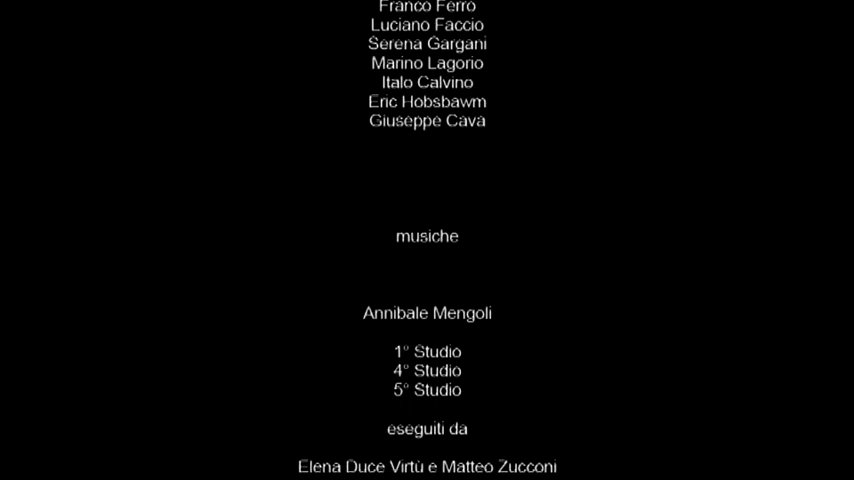 Franco Ferro
Luciano Faccio
Serena Gargani
Marino Lagorio
Italo Calvino
Eric Hobsbawm
Giuseppe Cava
musiche
Annibale Mengoli
1° Studio
4° Studio
5° Studio
eseguiti da
Elena Duce Virtù e Matteo Zucconi